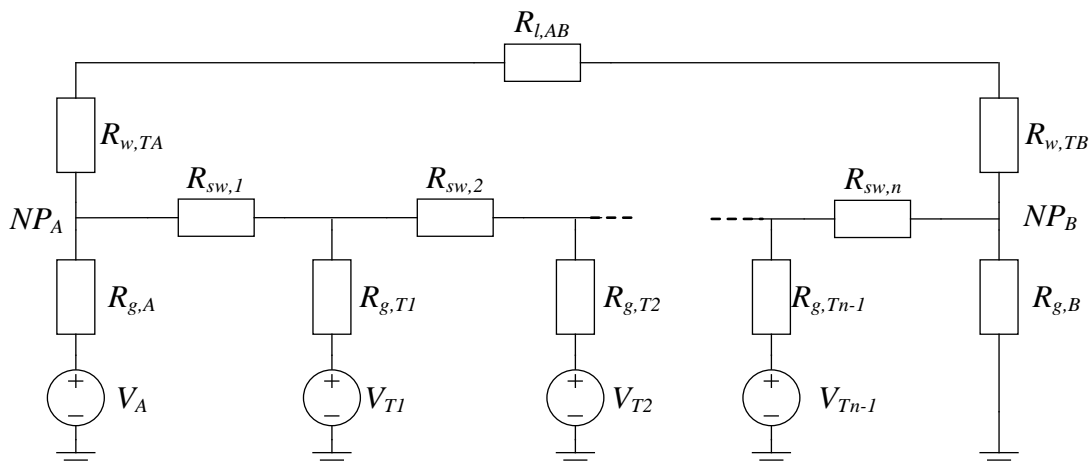 R_{l,AB}
R_{w,TA}
R_{w,TB}
R_{sw,1}
R_{sw,2}
R_{sw,n}
NP_A
NP_B
R_{g,A}
R_{g,T1}
R_{g,T2}
R_{g,Tn-1}
R_{g,B}
+
−
V_A
+
−
V_{T1}
+
−
V_{T2}
+
−
V_{Tn-1}